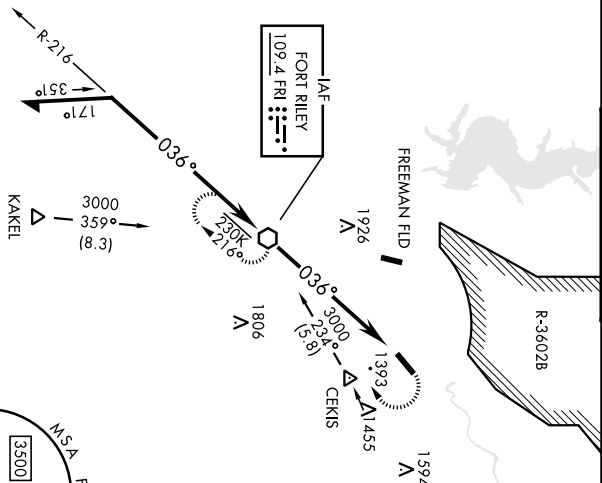 R-216
351°
171°
036°
IAF
FORT RILEY
109.4 FRI
FREEMAN FLD
1926
R-3602B
KAKEL
3000
359°
(8.3)
230K
216°
036°
1806
3000
234°
(5.8)
1393
CEKIS
1455
1594
MSA
3500